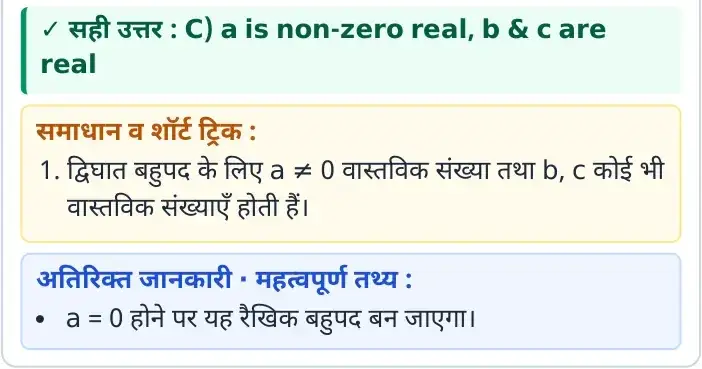 ✓ सही उत्तर : C) a is non-zero real, b & c are
real
समाधान व शॉर्ट ट्रिक :
1. द्विघात बहुपद के लिए a ≠ 0 वास्तविक संख्या तथा b, c कोई भी
वास्तविक संख्याएँ होती हैं।
अतिरिक्त जानकारी · महत्वपूर्ण तथ्य :
• a = 0 होने पर यह रैखिक बहुपद बन जाएगा।